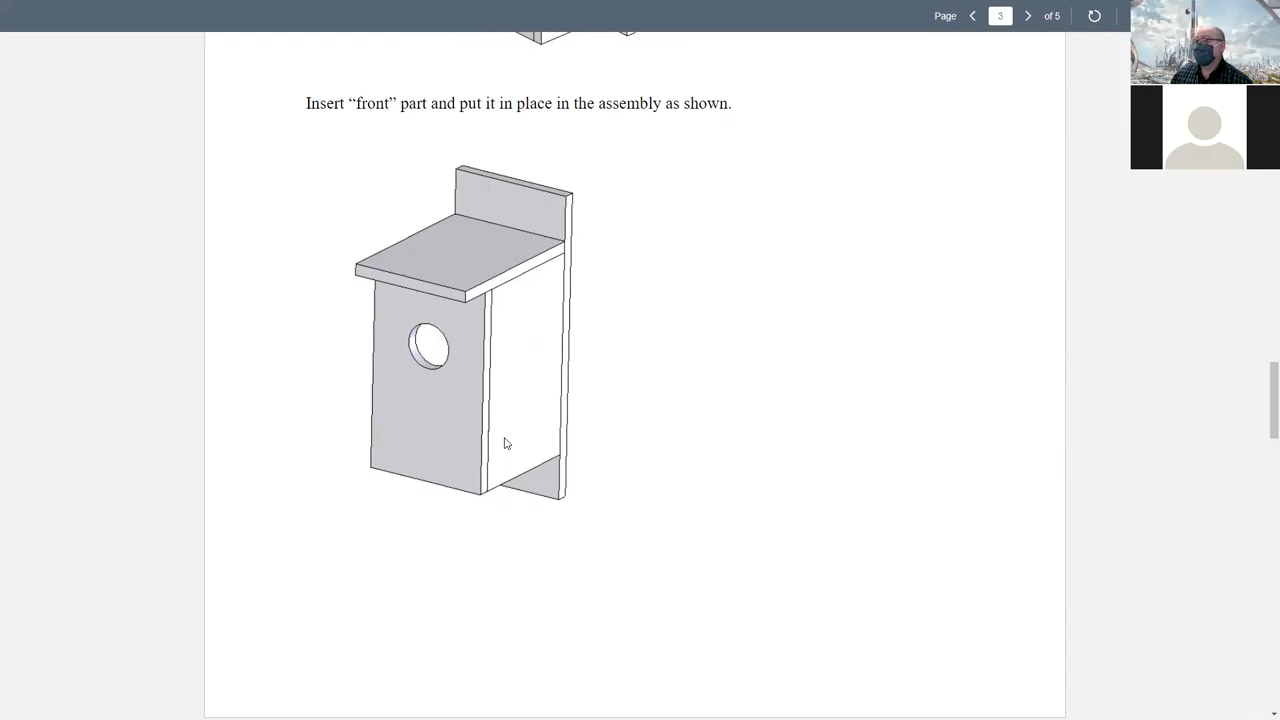 Page 3 of 5
Insert “front” part and put it in place in the assembly as shown.